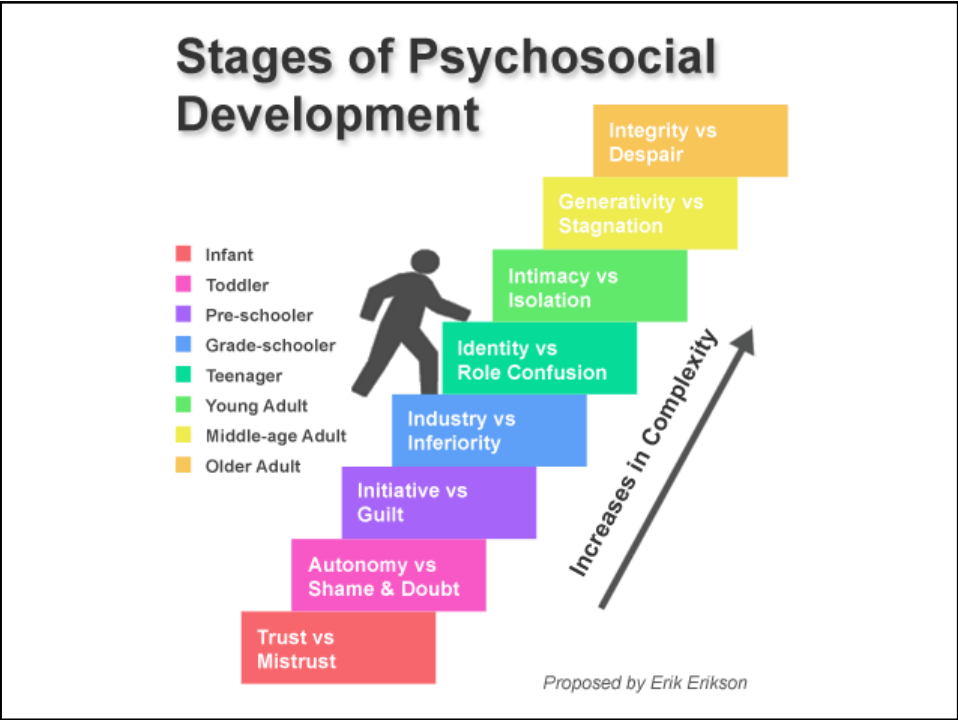 Stages of Psychosocial
Development
Integrity vs
Despair
Generativity vs
Stagnation
Intimacy vs
Isolation
Identity vs
Role Confusion
Industry vs
Inferiority
Initiative vs
Guilt
Autonomy vs
Shame & Doubt
Trust vs
Mistrust
Infant
Toddler
Pre-schooler
Grade-schooler
Teenager
Young Adult
Middle-age Adult
Older Adult
Increases in Complexity
Proposed by Erik Erikson